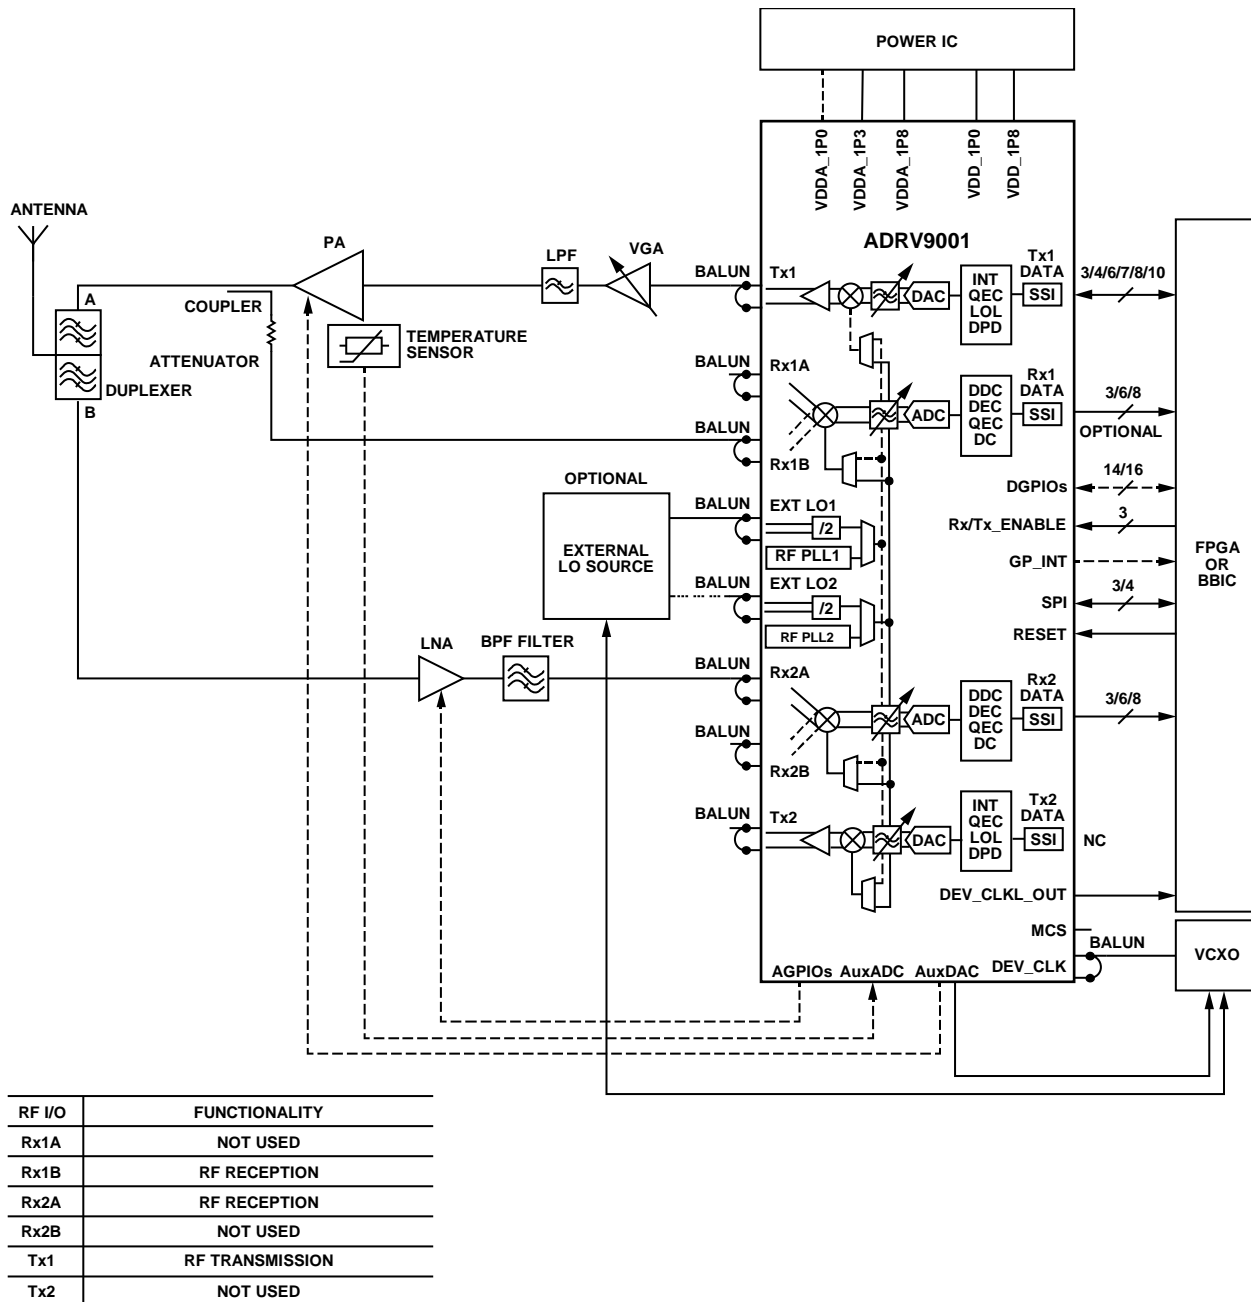 POWER IC
VDDA_1P0
VDDA_1P3
VDDA_1P8
VDD_1P0
VDD_1P8
ADRV9001
ANTENNA
PA
LPF
VGA
BALUN
Tx1
DAC
INT
QEC
LOL
DPD
Tx1
DATA
SSI
3/4/6/7/8/10
A
COUPLER
TEMPERATURE
SENSOR
ATTENUATOR
DUPLEXER
B
BALUN
Rx1A
ADC
DDC
DEC
QEC
DC
Rx1
DATA
SSI
3/6/8
OPTIONAL
BALUN
Rx1B
OPTIONAL
EXTERNAL
LO SOURCE
BALUN
EXT LO1
/2
RF PLL1
BALUN
EXT LO2
/2
RF PLL2
DGPIOs
14/16
Rx/Tx_ENABLE
3
GP_INT
SPI
3/4
RESET
FPGA
OR
BBIC
LNA
BPF FILTER
BALUN
Rx2A
ADC
DDC
DEC
QEC
DC
Rx2
DATA
SSI
3/6/8
BALUN
Rx2B
BALUN
Tx2
DAC
INT
QEC
LOL
DPD
Tx2
DATA
SSI
NC
DEV_CLKL_OUT
MCS
BALUN
DEV_CLK
VCXO
AGPIOs AuxADC AuxDAC
RF I/O FUNCTIONALITY
Rx1A NOT USED
Rx1B RF RECEPTION
Rx2A RF RECEPTION
Rx2B NOT USED
Tx1 RF TRANSMISSION
Tx2 NOT USED